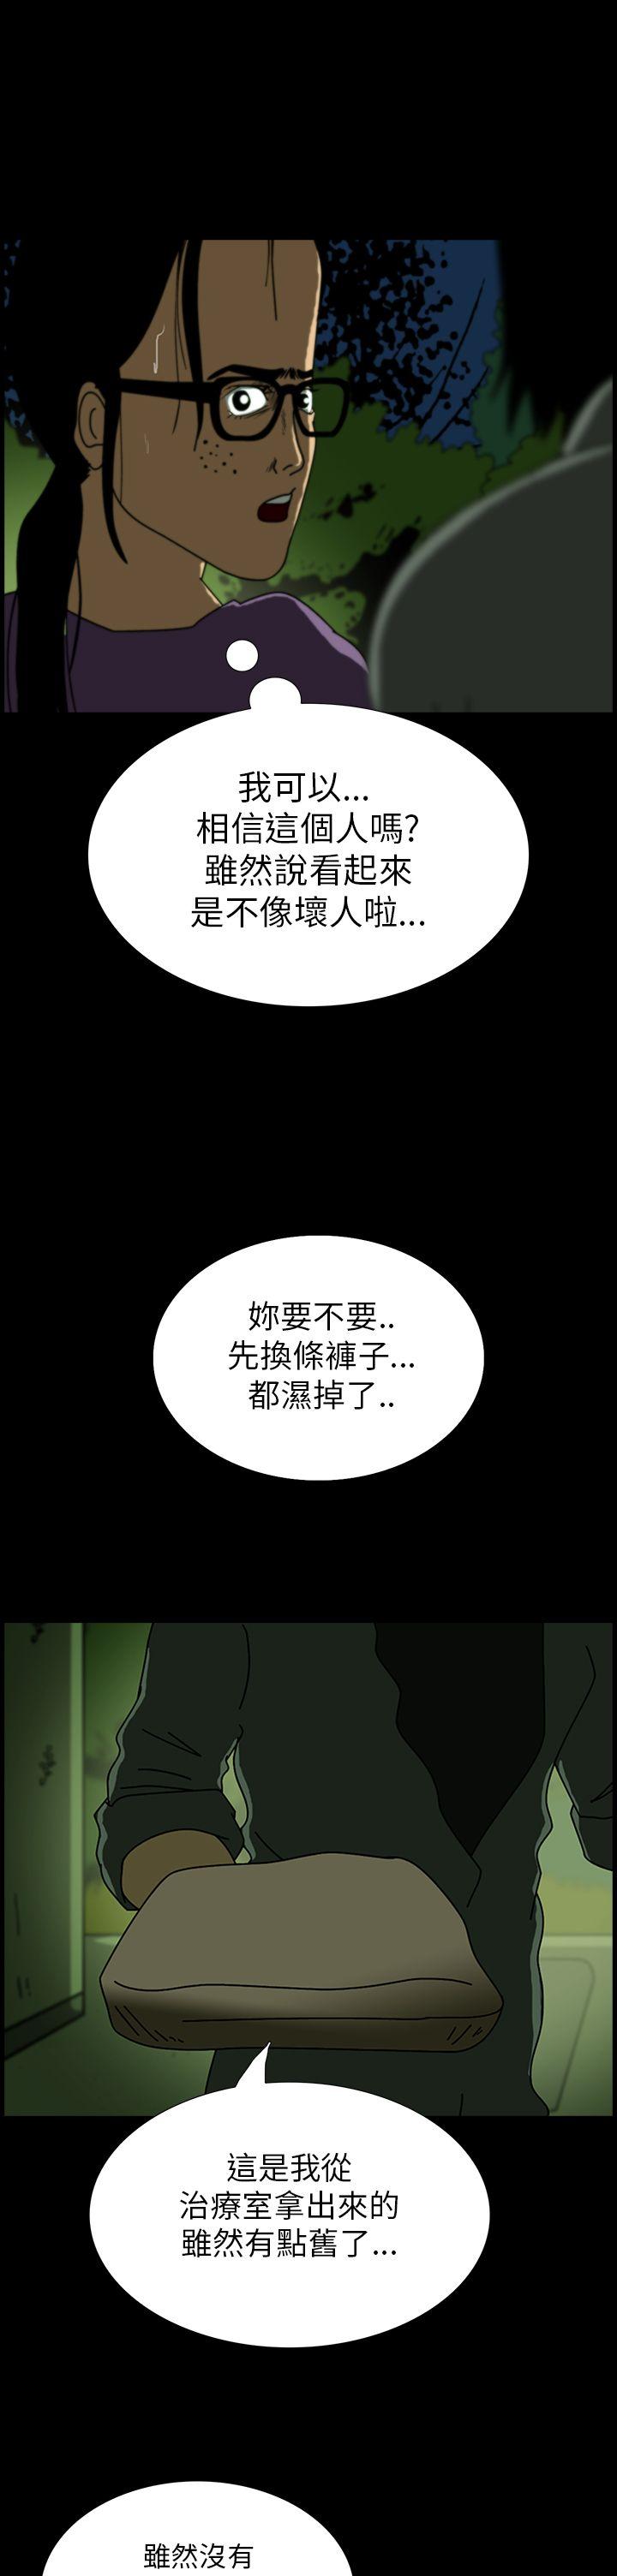 我可以...
相信這個人嗎?
雖然說看起來
是不像壞人啦...
妳要不要..
先換條褲子...
都濕掉了..
這是我從
治療室拿出來的
雖然有點舊了...
雖然沒有